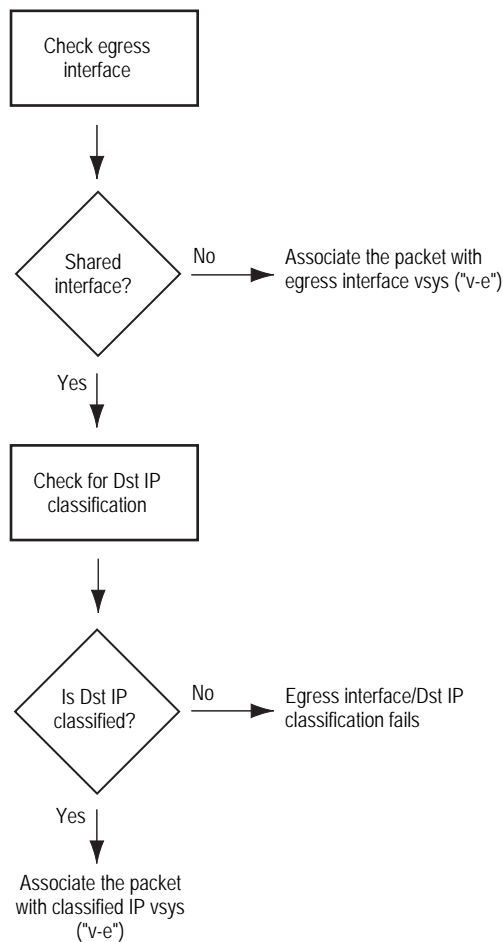 Check egress
interface
Shared
interface?
No
Associate the packet with
egress interface vsys ("v-e")
Yes
Check for Dst IP
classification
Is Dst IP
classified?
No
Egress interface/Dst IP
classification fails
Yes
Associate the packet
with classified IP vsys
("v-e")